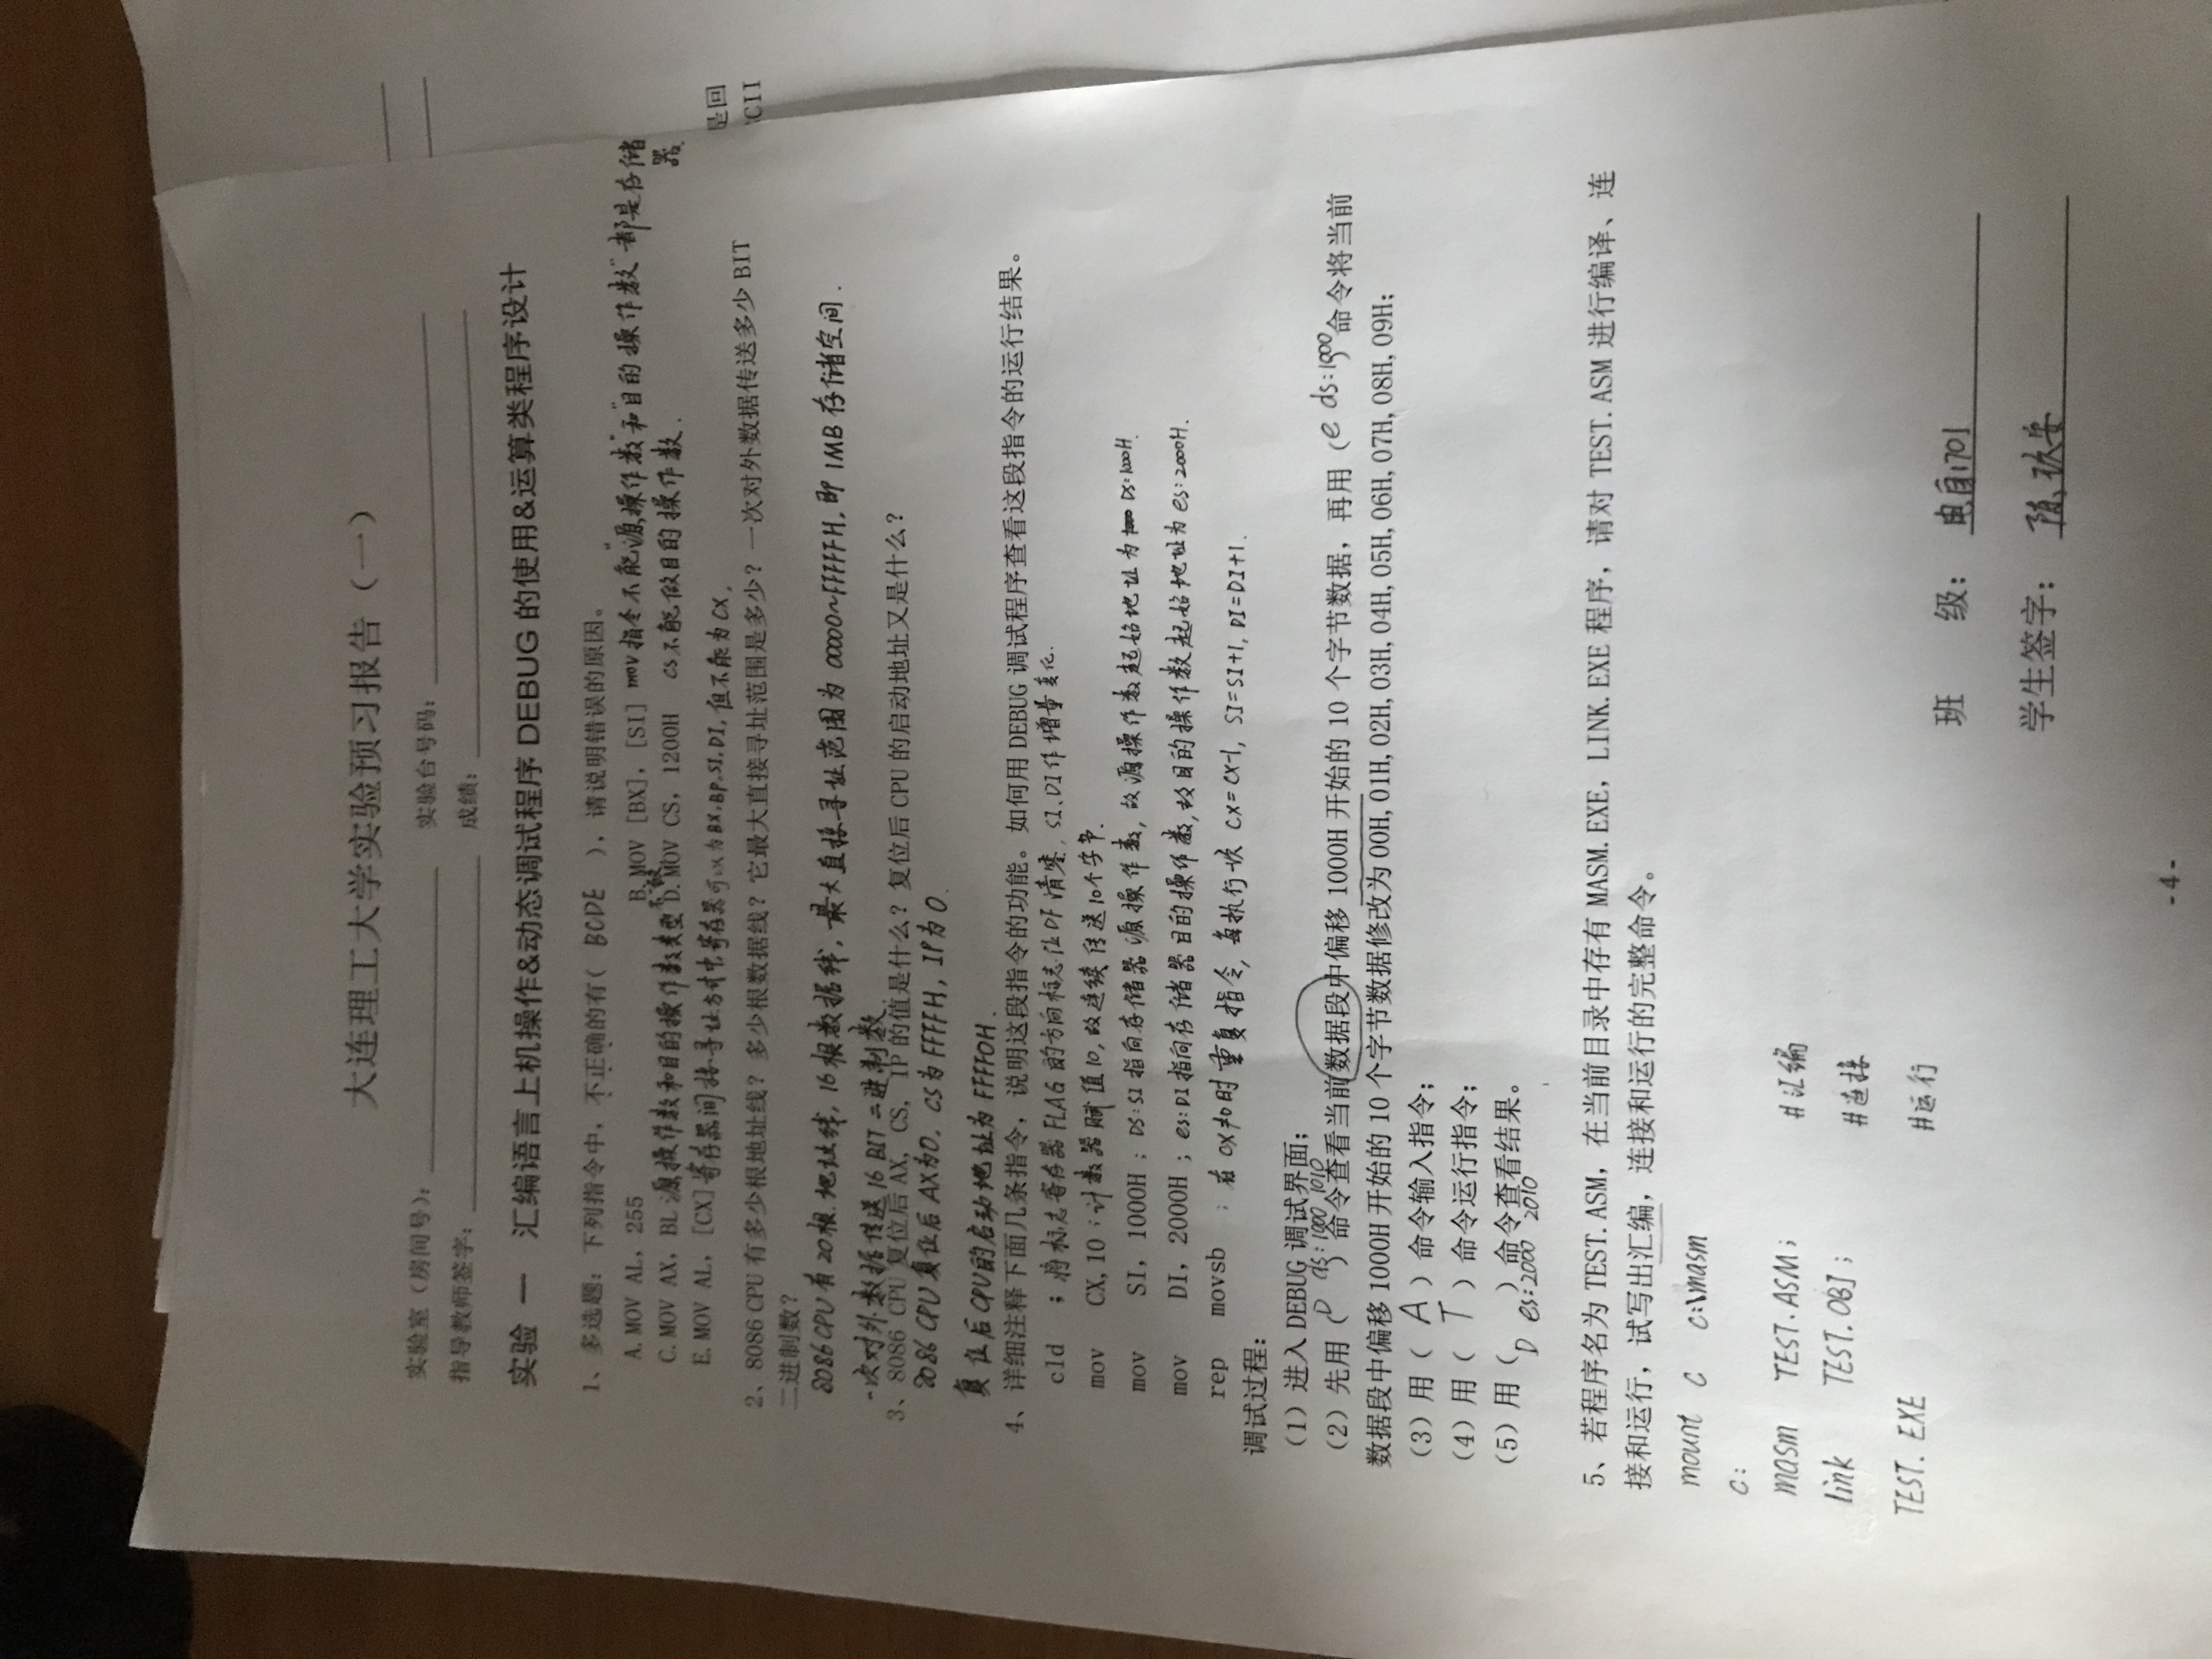 大连理工大学实验预习报告（一）
实验室（房间号）： 实验台号码：
指导教师签字： 成绩：
实验 一 汇编语言上机操作&动态调试程序 DEBUG 的使用&运算类程序设计
1、多选题：下列指令中，不正确的有（ BCDE ），请说明错误的原因。
A.MOV AL，255 B.MOV [BX]，[SI] mov指令不能"源操作数"和"目的操作数"都是存储器.
C.MOV AX，BL 源操作数和目的操作数类型不一致 D.MOV CS，1200H CS不能做目的操作数.
E.MOV AL，[CX] 寄存器间接寻址方式中寄存器可以为BX,BP,SI,DI,但不能为CX.
是回
2、8086 CPU 有多少根地址线？多少根数据线？它最大直接寻址范围是多少？一次对外数据传送多少 BIT
CII
二进制数？
8086CPU有20根地址线，16根数据线，最大直接寻址范围为 00000~FFFFFH，即 1MB 存储空间.
一次对外数据传送16 BIT二进制数.
3、8086 CPU 复位后 AX，CS，IP 的值是什么？复位后 CPU 的启动地址又是什么？
8086 CPU复位后 AX为0. CS为FFFFH，IP为0.
复位后CPU的启动地址为FFFF0H.
4、详细注释下面几条指令，说明这段指令的功能。如何用 DEBUG 调试程序查看这段指令的运行结果。
cld ；将标志寄存器FLAG的方向标志位DF清零，SI、DI作增量变化.
mov CX,10 ；计数器赋值10，故连续传送10个字节.
mov SI，1000H ；DS:SI指向存储器源操作数，故源操作数起始地址为 DS:1000H.
mov DI，2000H ；es:DI指向存储器目的操作数,故目的操作数起始地址为es:2000H.
rep movsb ；在CX≠0时重复指令，每执行一次 CX=CX-1, SI=SI+1, DI=DI+1.
调试过程：
（1）进入 DEBUG 调试界面；
（2）先用（D ds:1000 1010）命令查看当前数据段中偏移 1000H 开始的 10 个字节数据，再用（e ds:1000）命令将当前
数据段中偏移 1000H 开始的 10 个字节数据修改为 00H,01H,02H,03H,04H,05H,06H,07H,08H,09H；
（3）用（ A ）命令输入指令；
（4）用（ T ）命令运行指令；
（5）用（D es:2000 2010）命令查看结果。
5、若程序名为 TEST.ASM，在当前目录中存有 MASM.EXE，LINK.EXE 程序，请对 TEST.ASM 进行编译、连
接和运行，试写出汇编，连接和运行的完整命令。
mount c c:\masm
c:
masm TEST.ASM; #汇编
link TEST.OBJ; #连接
TEST. EXE #运行
班 级： 电自1701
学生签字： 陈玖安
- 4 -